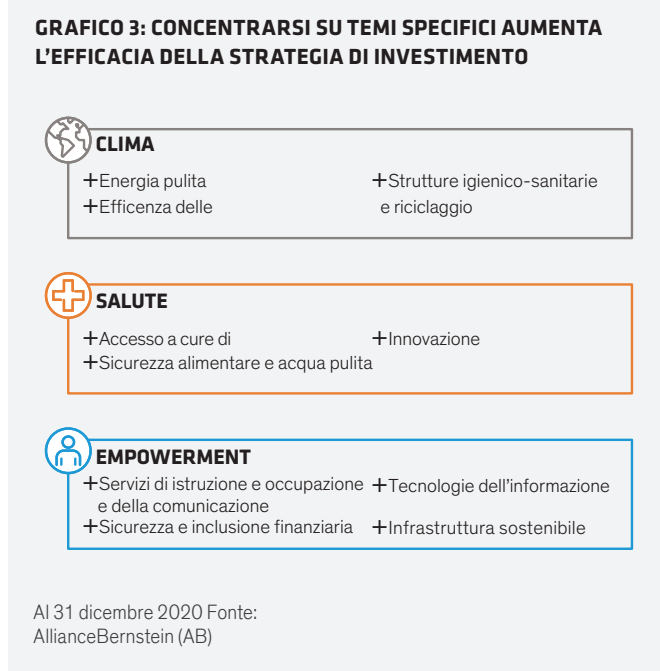 GRAFICO 3: CONCENTRARSI SU TEMI SPECIFICI AUMENTA
L'EFFICACIA DELLA STRATEGIA DI INVESTIMENTO
CLIMA
+Energia pulita
+Efficenza delle
+Strutture igienico-sanitarie
e riciclaggio
SALUTE
+Accesso a cure di
+Sicurezza alimentare e acqua pulita
+Innovazione
EMPOWERMENT
+Servizi di istruzione e occupazione
e della comunicazione
+Sicurezza e inclusione finanziaria
+Tecnologie dell'informazione
+Infrastruttura sostenibile
Al 31 dicembre 2020 Fonte:
AllianceBernstein (AB)